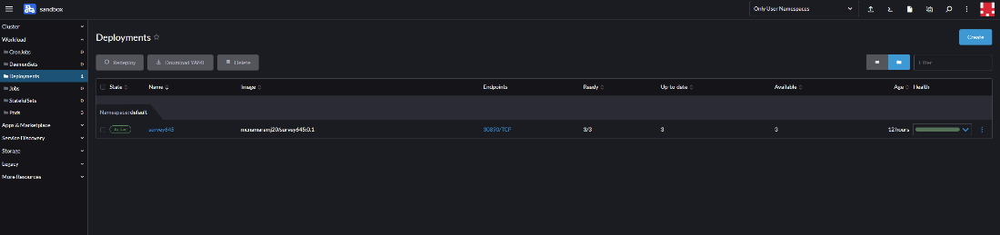 sandbox
Only User Namespaces
Cluster
Workload
CronJobs 0
DaemonSets 0
Deployments 1
Jobs 0
StatefulSets 0
Pods 3
Apps & Marketplace
Service Discovery
Storage
Legacy
More Resources
Deployments
Create
Redeploy Download YAML Delete
Filter
State Name Image Endpoints Ready Up to date Available Age Health
Namespace: default
Active survey645 mcnamaramj20/survey645:0.1 30890/TCP 3/3 3 3 12 hours